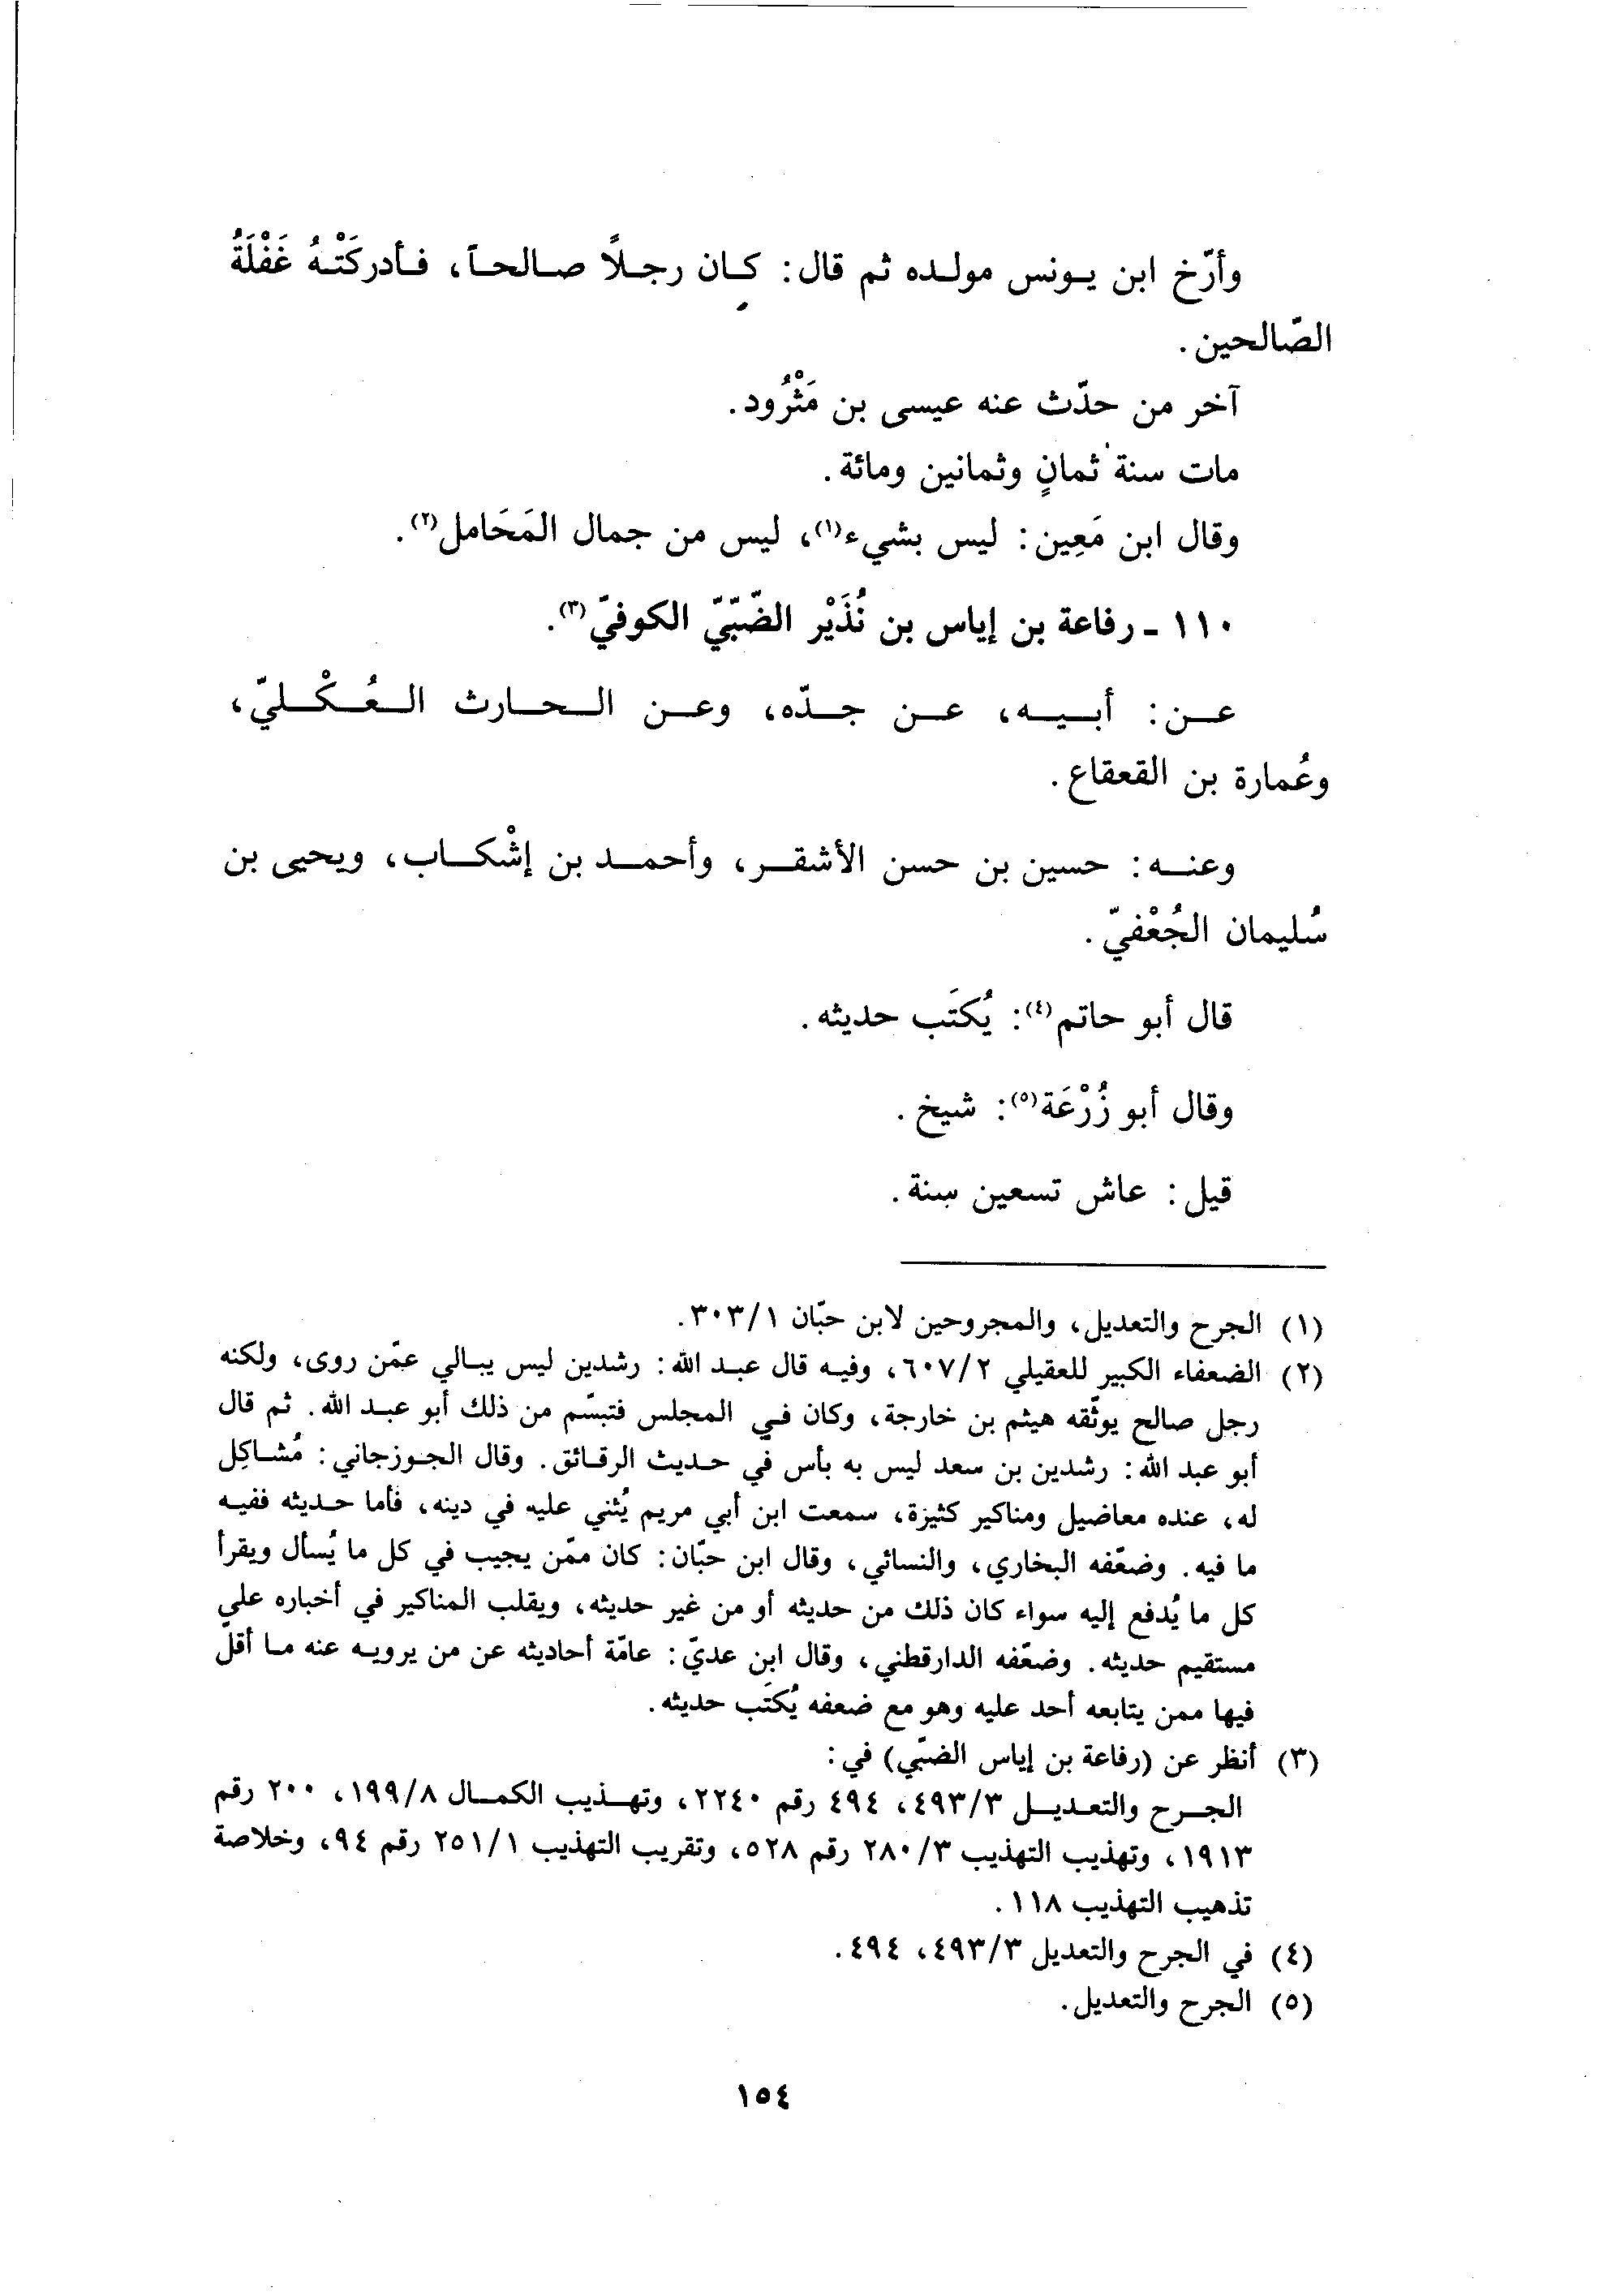 وأرّخ ابن يونس مولده ثم قال: كان رجلاً صالحاً، فأدركَتْهُ غَفْلَةُ
الصّالحين.
آخر من حدّث عنه عيسى بن مَثْرُود.
مات سنة ثمانٍ وثمانين ومائة.
وقال ابن مَعِين: ليس بشيء(١)، ليس من جمال المَحَامل(٢).
١١٠ ـ رفاعة بن إياس بن نُذَيْر الضّبّيّ الكوفيّ(٣).
عن: أبيه، عن جدّه، وعن الحارث العُكْليّ،
وعُمارة بن القعقاع.
وعنه: حسين بن حسن الأشقر، وأحمد بن إشْكاب، ويحيى بن
سُليمان الجُعْفيّ.
قال أبو حاتم(٤): يُكتَب حديثه.
وقال أبو زُرْعَة(٥): شيخ.
قيل: عاش تسعين سنة.
(١) الجرح والتعديل، والمجروحين لابن حبّان ٣٠٣/١.
(٢) الضعفاء الكبير للعقيلي ٦٠٧/٢، وفيه قال عبد الله: رشدين ليس يبالي عمّن روى، ولكنه
رجل صالح يوثّقه هيثم بن خارجة، وكان في المجلس فتبسّم من ذلك أبو عبد الله. ثم قال
أبو عبد الله: رشدين بن سعد ليس به بأس في حديث الرقائق. وقال الجوزجاني: مُشاكِل
له، عنده معاضيل ومناكير كثيزة، سمعت ابن أبي مريم يُثني عليه في دينه، فأما حديثه ففيه
ما فيه. وضعّفه البخاري، والنسائي، وقال ابن حبّان: كان ممّن يجيب في كل ما يُسأل ويقرأ
كل ما يُدفع إليه سواء كان ذلك من حديثه أو من غير حديثه، ويقلب المناكير في أخباره على
مستقيم حديثه. وضعّفه الدارقطني، وقال ابن عديّ: عامّة أحاديثه عن من يرويه عنه ما أقلّ
فيها ممن يتابعه أحد عليه وهو مع ضعفه يُكتَب حديثه.
(٣) أنظر عن (رفاعة بن إياس الضبّي) في:
الجرح والتعديل ٤٩٣/٣، ٤٩٤ رقم ٢٢٤٠، وتهذيب الكمال ١٩٩/٨، ٢٠٠ رقم
١٩١٣، وتهذيب التهذيب ٢٨٠/٣ رقم ٥٢٨، وتقريب التهذيب ٢٥١/١ رقم ٩٤، وخلاصة
تذهيب التهذيب ١١٨.
(٤) في الجرح والتعديل ٤٩٣/٣، ٤٩٤.
(٥) الجرح والتعديل.
١٥٤